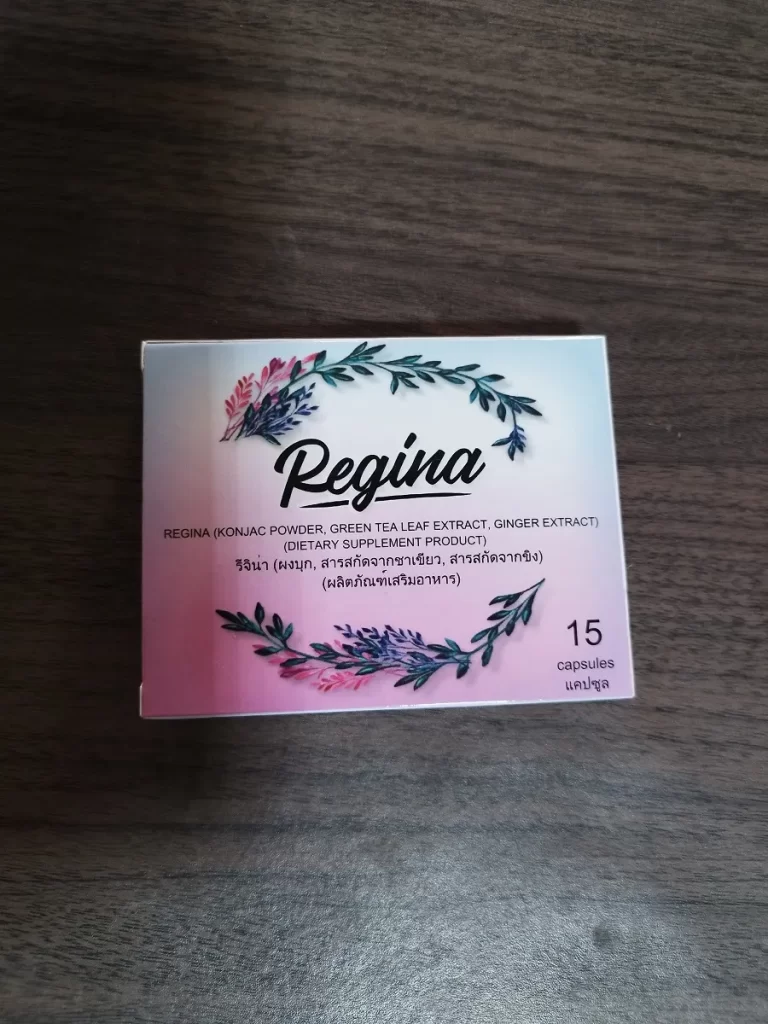 Regina
REGINA (KONJAC POWDER, GREEN TEA LEAF EXTRACT, GINGER EXTRACT)
(DIETARY SUPPLEMENT PRODUCT)
รีจิน่า (ผงบุก, สารสกัดจากชาเขียว, สารสกัดจากขิง)
(ผลิตภัณฑ์เสริมอาหาร)
15
capsules
แคปซูล